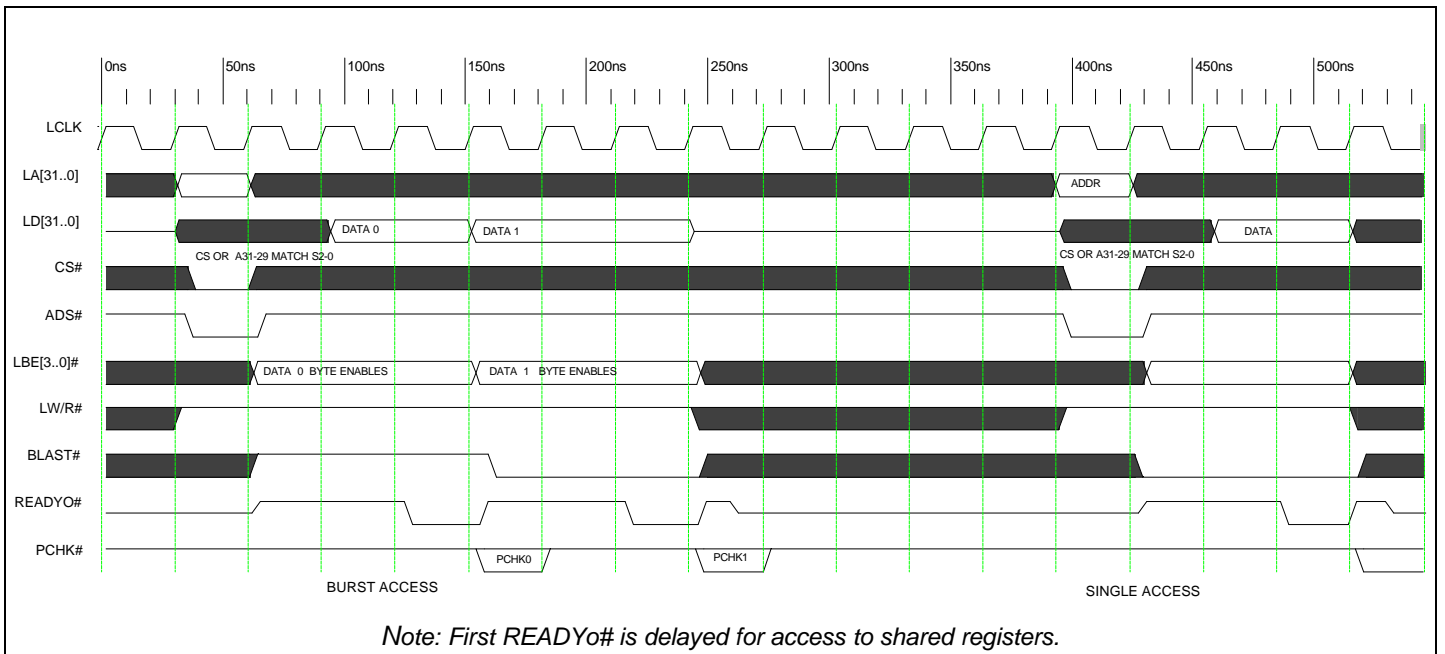 0ns 50ns 100ns 150ns 200ns 250ns 300ns 350ns 400ns 450ns 500ns
LCLK
LA[31..0] ADDR
LD[31..0] DATA 0 DATA 1 DATA
CS OR A31-29 MATCH S2-0 CS OR A31-29 MATCH S2-0
CS#
ADS#
LBE[3..0]# DATA 0 BYTE ENABLES DATA 1 BYTE ENABLES
LW/R#
BLAST#
READYO#
PCHK# PCHK0 PCHK1
BURST ACCESS SINGLE ACCESS
Note: First READYo# is delayed for access to shared registers.